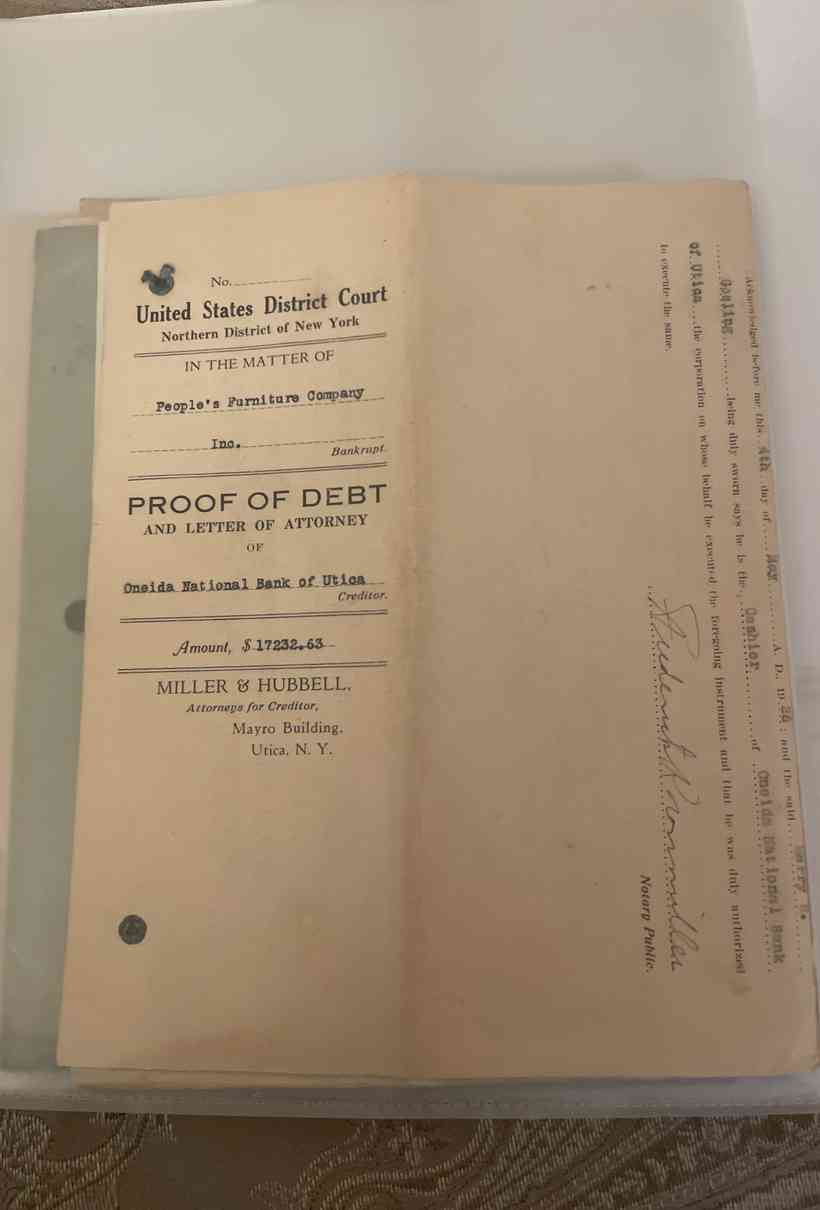 No.
United States District Court
Northern District of New York
IN THE MATTER OF
People's Furniture Company
Inc.
Bankrupt.
PROOF OF DEBT
AND LETTER OF ATTORNEY
OF
Oneida National Bank of Utica
Creditor.
Amount, $ 17232.63
MILLER & HUBBELL,
Attorneys for Creditor,
Mayro Building,
Utica, N. Y.
Acknowledged before me this 4th day of May A. D., 19 ; and the said Harry S.
Gosling being duly sworn says he is the Cashier of Oneida National Bank
of Utica the corporation on whose behalf he executed the foregoing instrument and that he was duly authorized
to execute the same.
Notary Public.